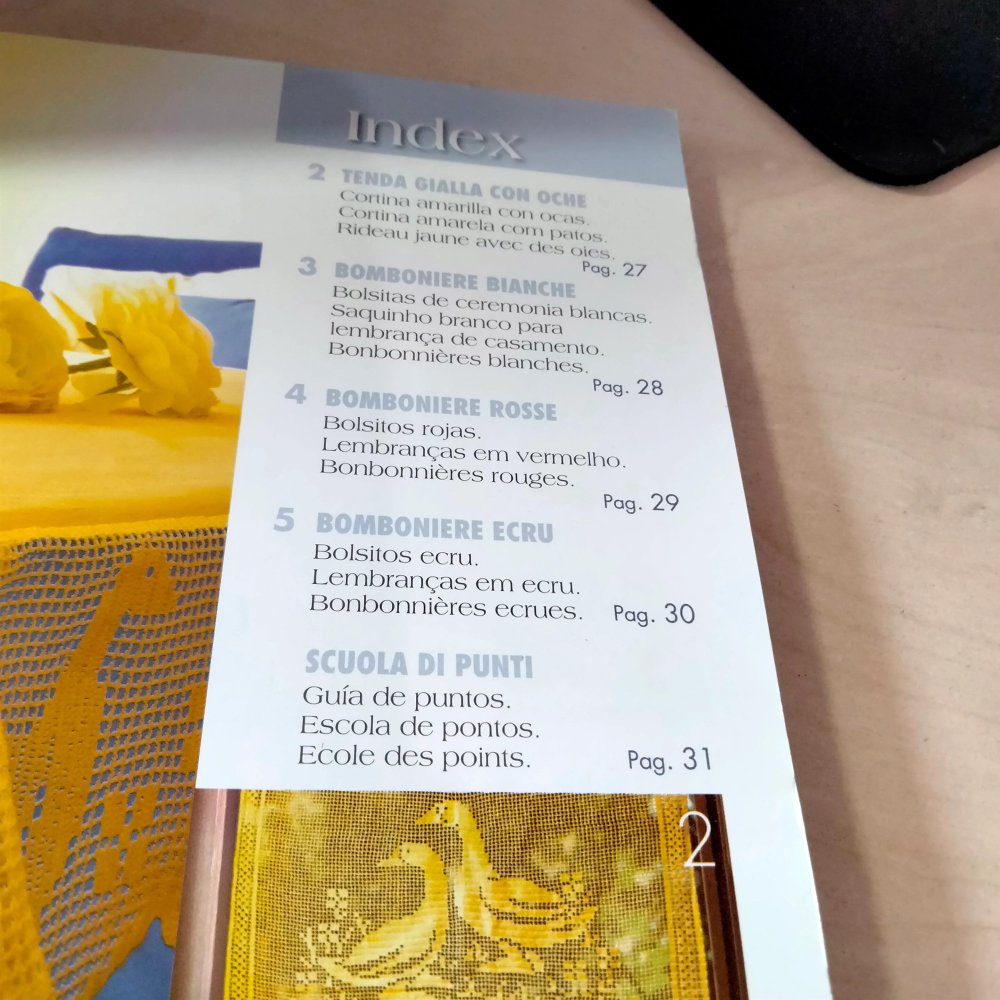 Index
2 TENDA GIALLA CON OCHE
Cortina amarilla con ocas.
Cortina amarela com patos.
Rideau jaune avec des oies.
Pag. 27
3 BOMBONIERE BIANCHE
Bolsitas de ceremonia blancas.
Saquinho branco para
lembrança de casamento.
Bonbonnières blanches.
Pag. 28
4 BOMBONIERE ROSSE
Bolsitos rojas.
Lembranças em vermelho.
Bonbonnières rouges.
Pag. 29
5 BOMBONIERE ECRU
Bolsitos ecru.
Lembranças em ecru.
Bonbonnières ecrues. Pag. 30
SCUOLA DI PUNTI
Guía de puntos.
Escola de pontos.
Ecole des points. Pag. 31
2